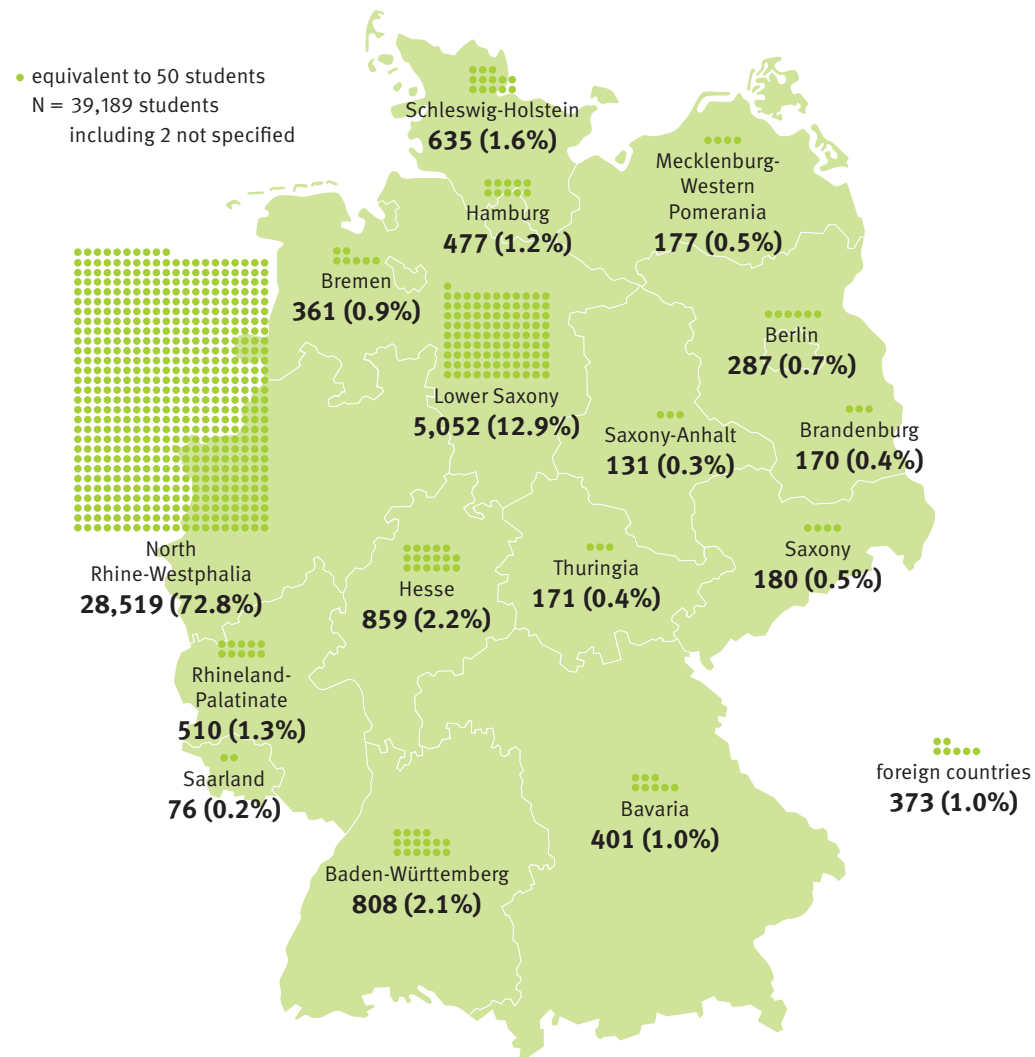 equivalent to 50 students
N = 39,189 students
including 2 not specified
Schleswig-Holstein
635 (1.6%)
Mecklenburg-
Western
Pomerania
177 (0.5%)
Hamburg
477 (1.2%)
Bremen
361 (0.9%)
Berlin
287 (0.7%)
Lower Saxony
5,052 (12.9%)
Saxony-Anhalt
131 (0.3%)
Brandenburg
170 (0.4%)
North
Rhine-Westphalia
28,519 (72.8%)
Hesse
859 (2.2%)
Thuringia
171 (0.4%)
Saxony
180 (0.5%)
Rhineland-
Palatinate
510 (1.3%)
Saarland
76 (0.2%)
foreign countries
373 (1.0%)
Bavaria
401 (1.0%)
Baden-Württemberg
808 (2.1%)